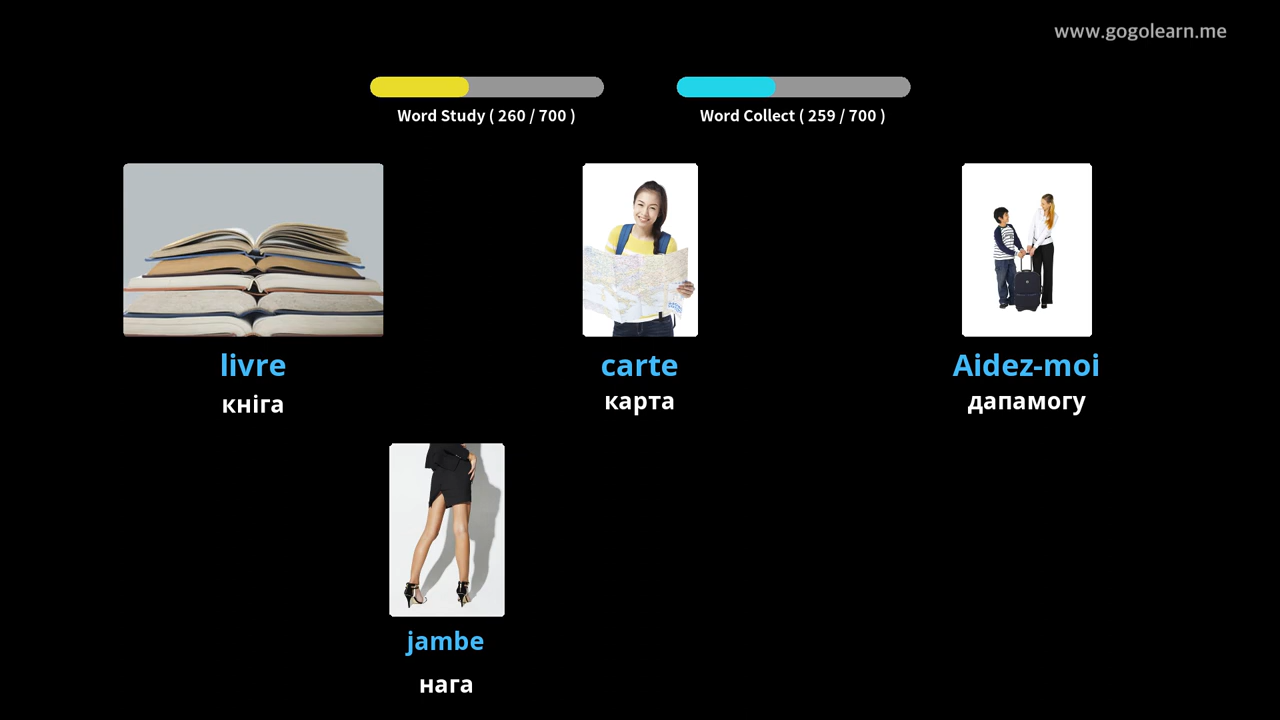 www.gogolearn.me
Word Study ( 260 / 700 )
Word Collect ( 259 / 700 )
livre
carte
Aidez-moi
кніга
карта
дапамогу
jambe
нага